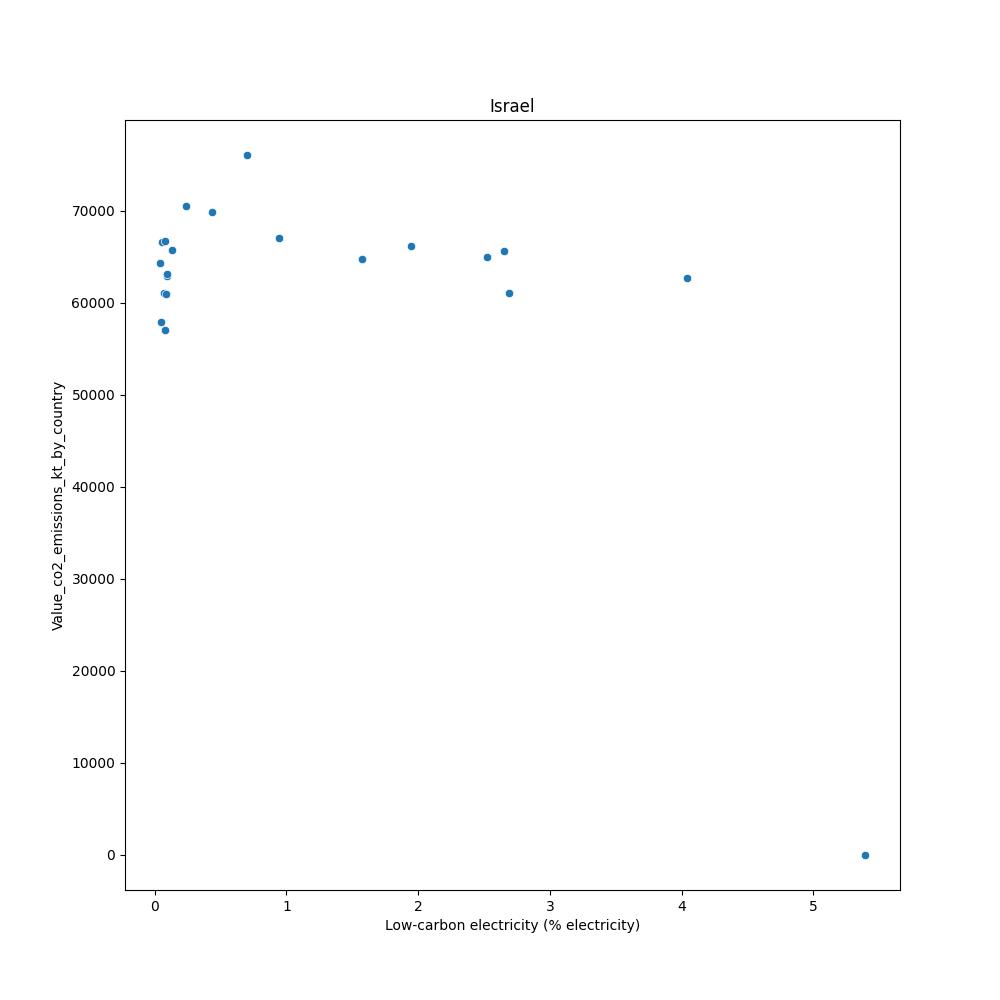 Israel
70000
60000
50000
40000
30000
20000
10000
0
Value_co2_emissions_kt_by_country
0 1 2 3 4 5
Low-carbon electricity (% electricity)